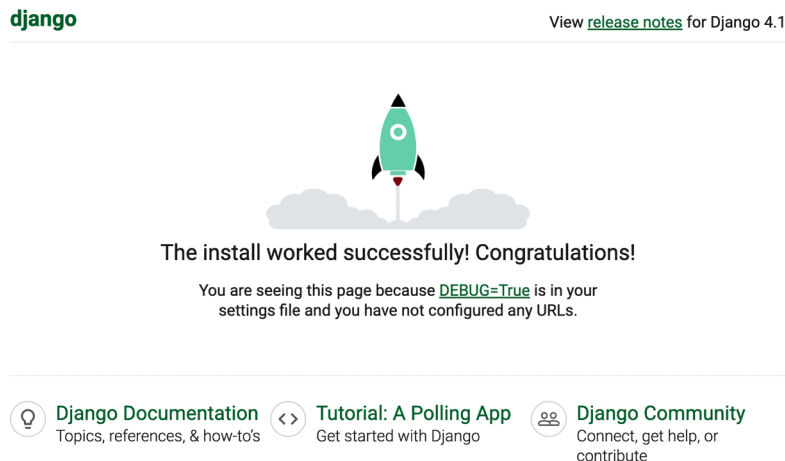 django
View release notes for Django 4.1
The install worked successfully! Congratulations!
You are seeing this page because DEBUG=True is in your
settings file and you have not configured any URLs.
Django Documentation
Topics, references, & how-to's
Tutorial: A Polling App
Get started with Django
Django Community
Connect, get help, or
contribute